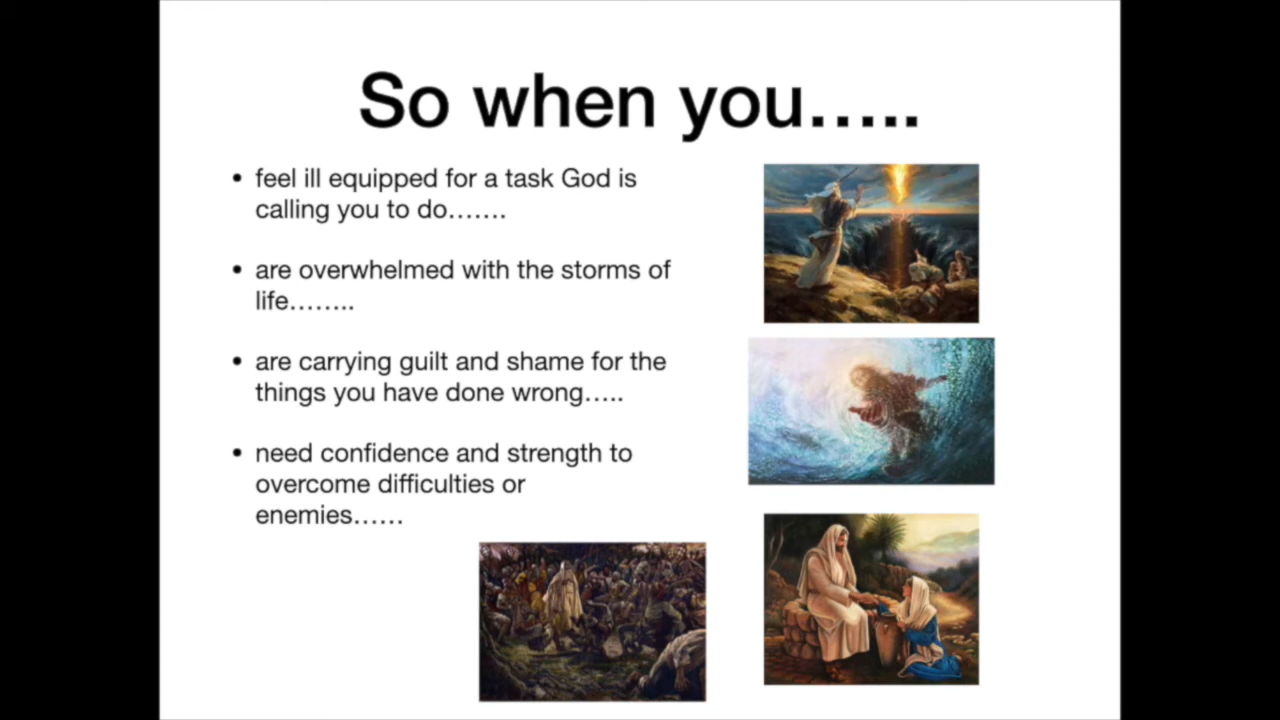 So when you…..
• feel ill equipped for a task God is
calling you to do…….
• are overwhelmed with the storms of
life……..
• are carrying guilt and shame for the
things you have done wrong…..
• need confidence and strength to
overcome difficulties or
enemies……